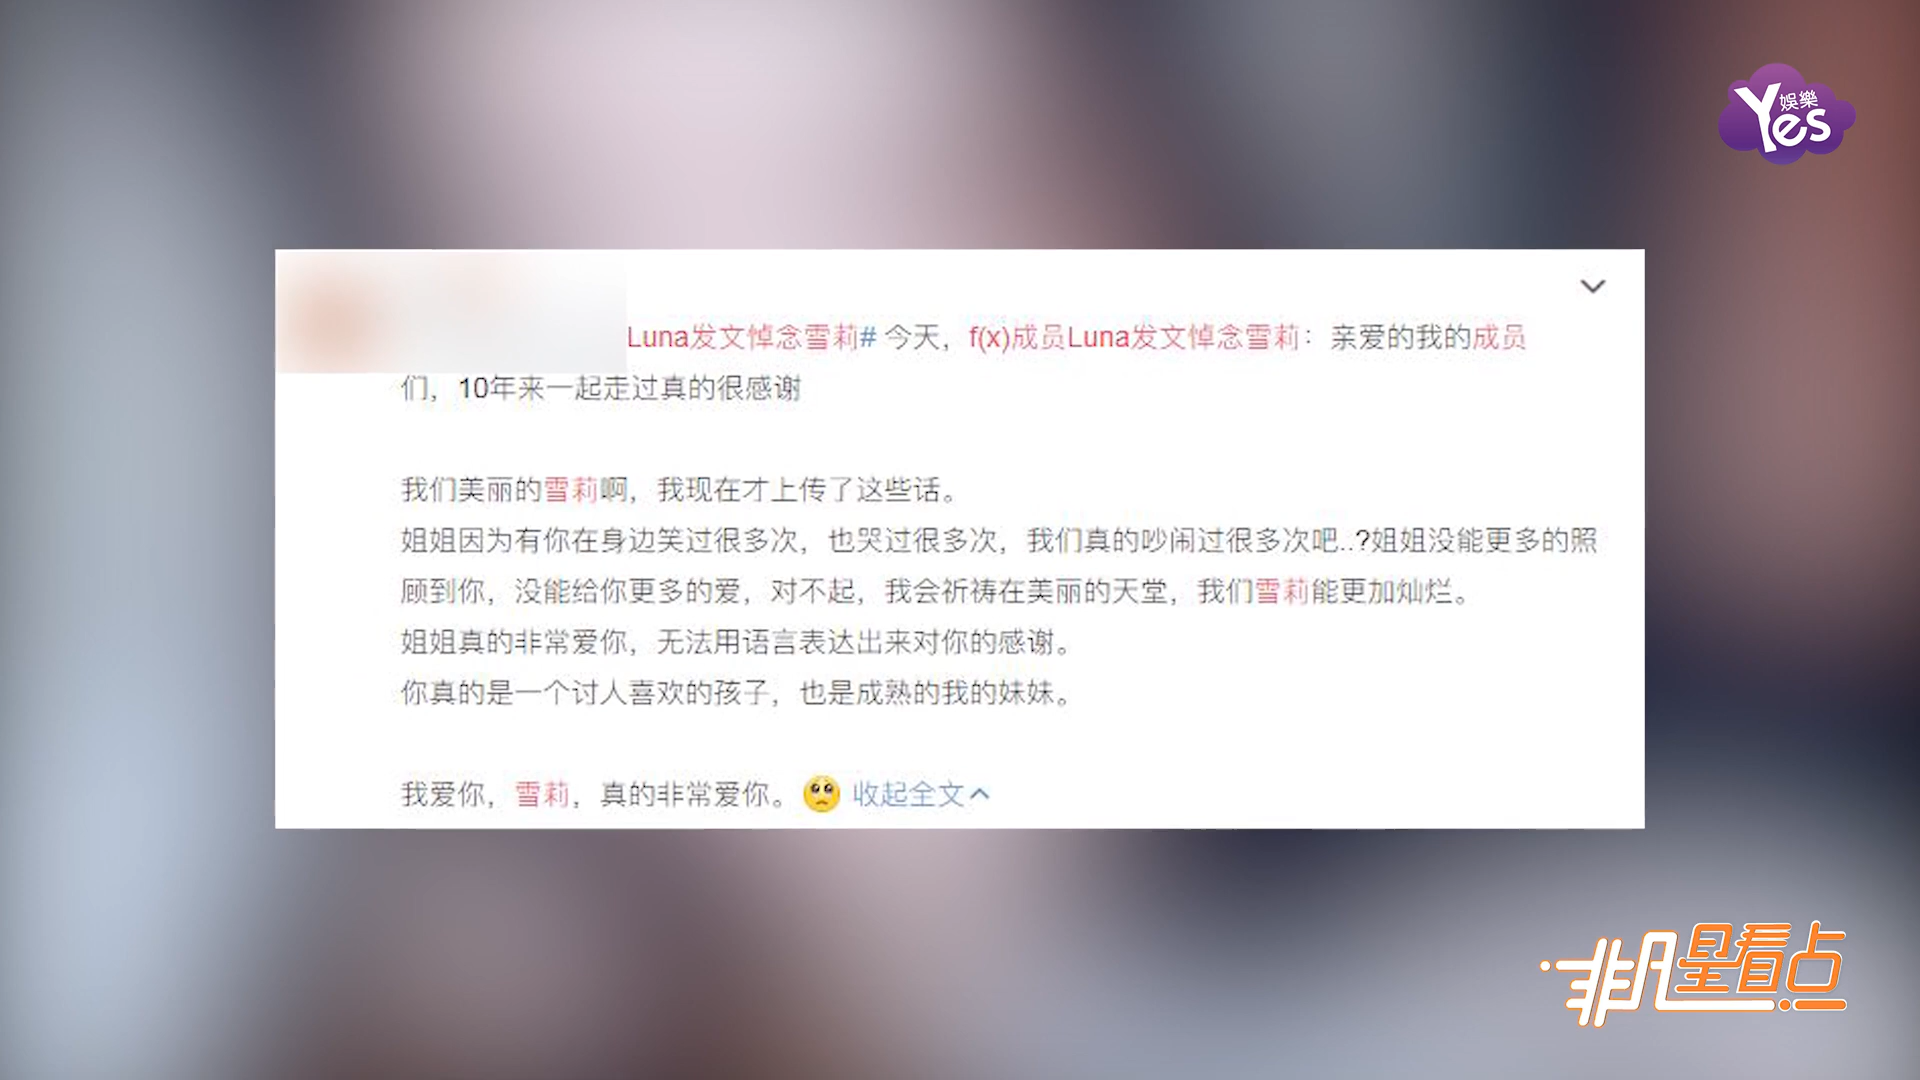 娛樂
Yes
Luna发文悼念雪莉# 今天，f(x)成员Luna发文悼念雪莉：亲爱的我的成员
们，10年来一起走过真的很感谢
我们美丽的雪莉啊，我现在才上传了这些话。
姐姐因为有你在身边笑过很多次，也哭过很多次，我们真的吵闹过很多次吧..?姐姐没能更多的照
顾到你，没能给你更多的爱，对不起，我会祈祷在美丽的天堂，我们雪莉能更加灿烂。
姐姐真的非常爱你，无法用语言表达出来对你的感谢。
你真的是一个讨人喜欢的孩子，也是成熟的我的妹妹。
我爱你，雪莉，真的非常爱你。🥺 收起全文
非凡星看点